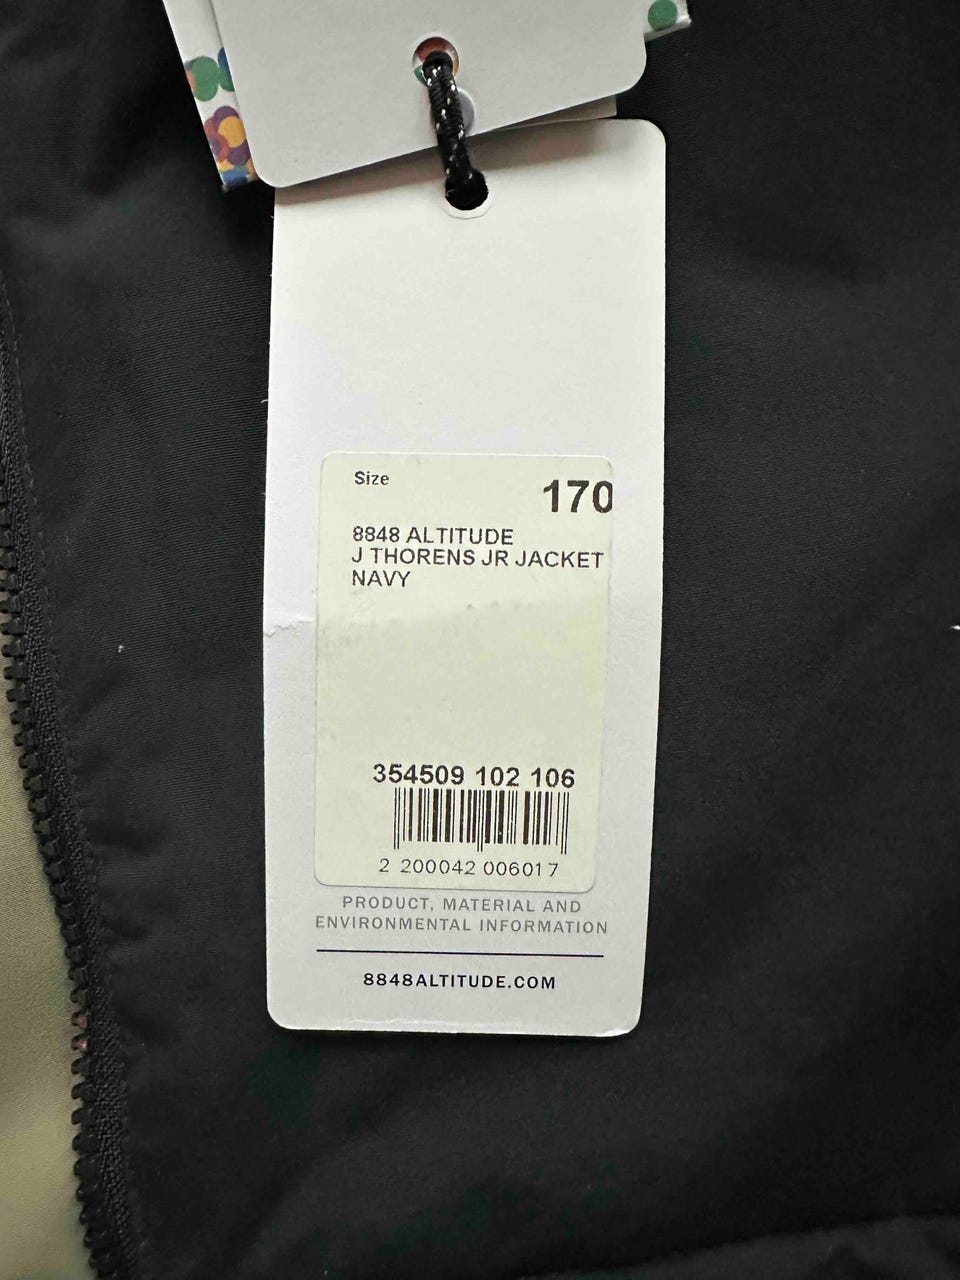 Size
170
8848 ALTITUDE
J THORENS JR JACKET
NAVY
354509 102 106
2 200042 006017
PRODUCT, MATERIAL AND
ENVIRONMENTAL INFORMATION
8848ALTITUDE.COM